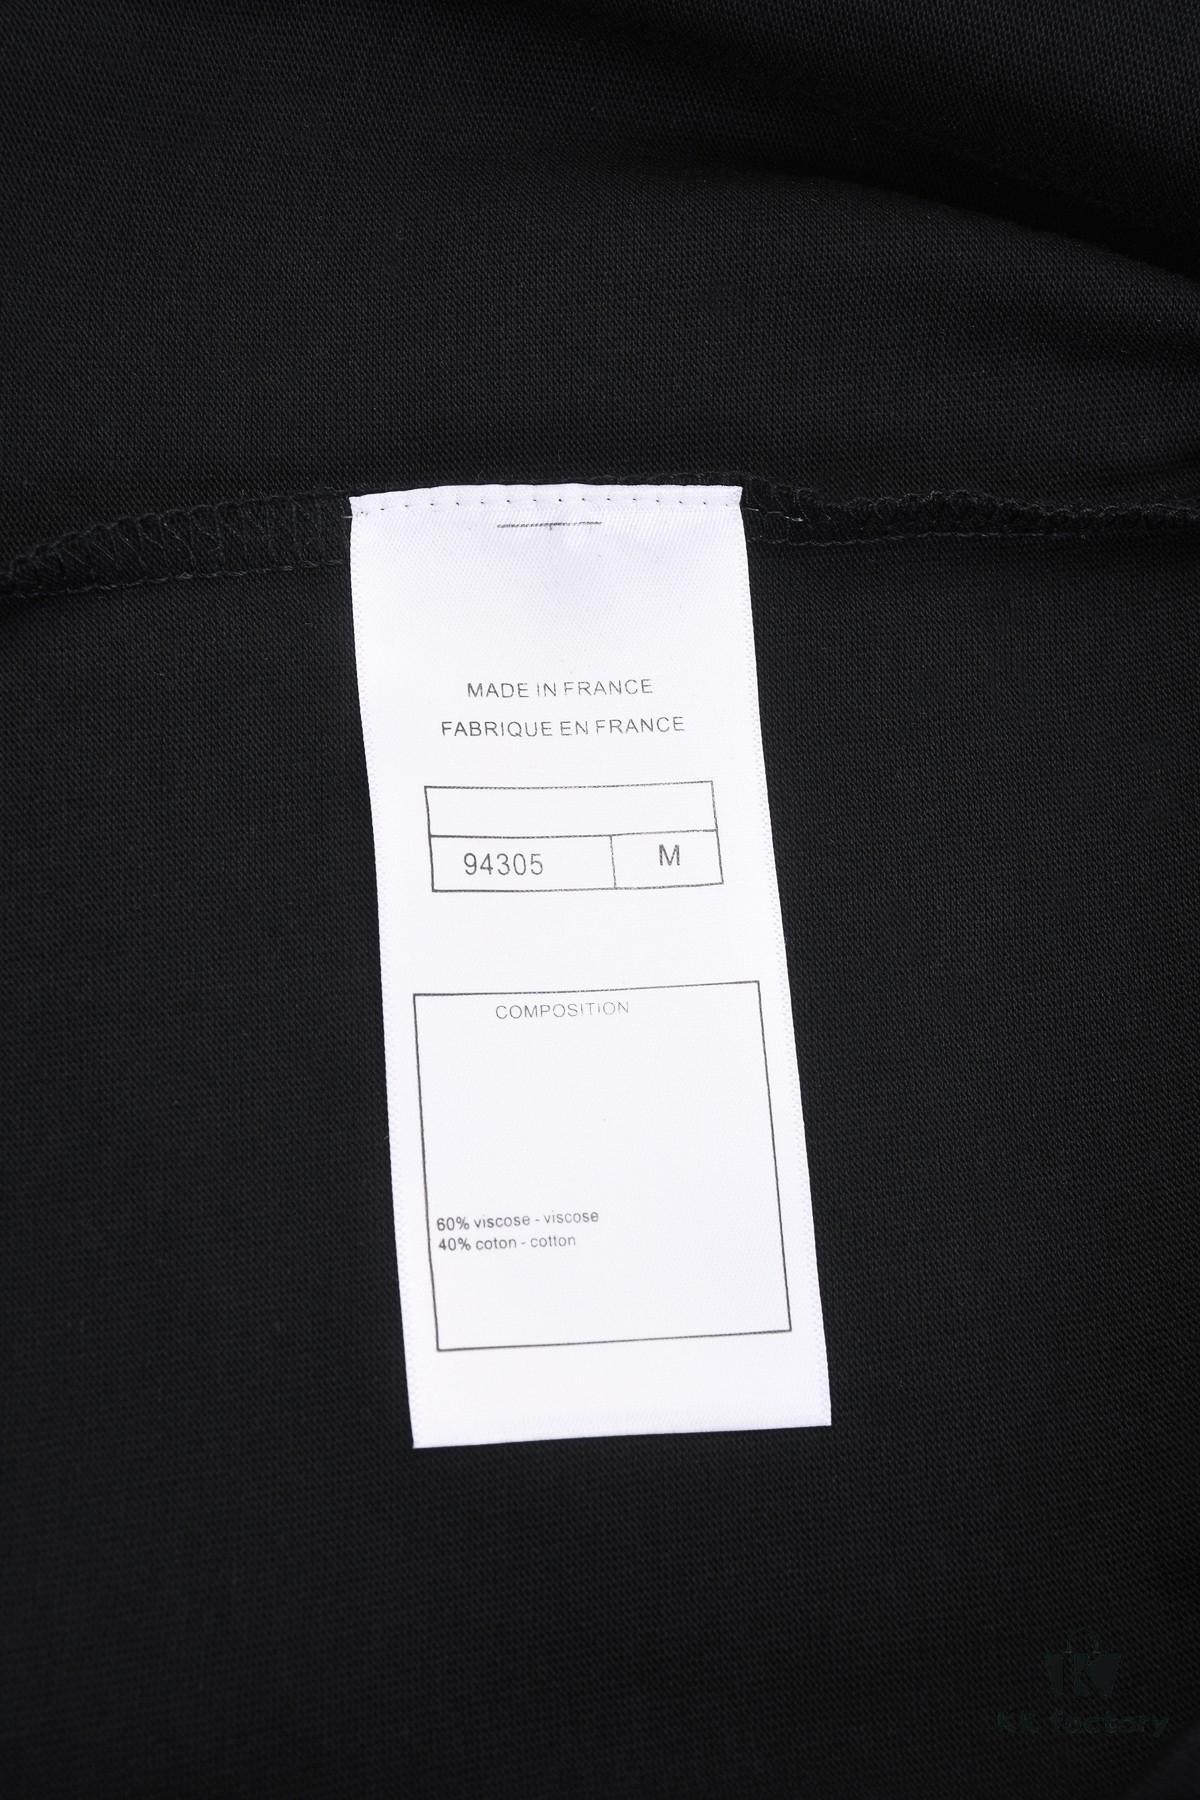 MADE IN FRANCE
FABRIQUE EN FRANCE
94305 M
COMPOSITION
60% viscose - viscose
40% coton - cotton
KK factory